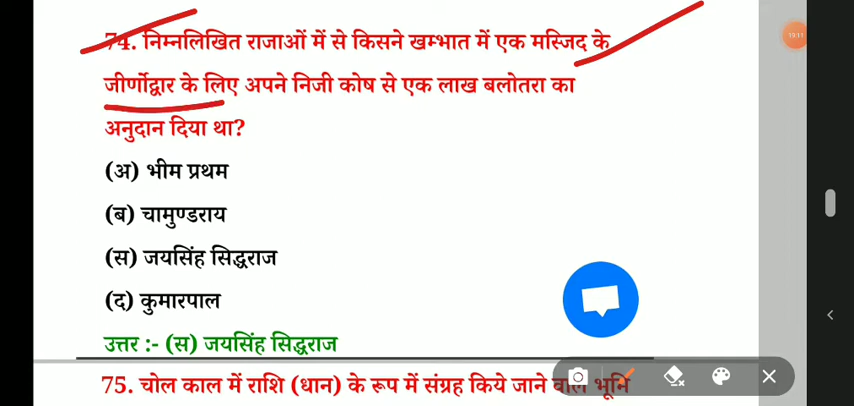 74. निम्नलिखित राजाओं में से किसने खम्भात में एक मस्जिद के
जीर्णोद्वार के लिए अपने निजी कोष से एक लाख बलोतरा का
अनुदान दिया था?
(अ) भीम प्रथम
(ब) चामुण्डराय
(स) जयसिंह सिद्धराज
(द) कुमारपाल
उत्तर :- (स) जयसिंह सिद्धराज
75. चोल काल में राशि (धान) के रूप में संग्रह किये जाने वाले भूमि